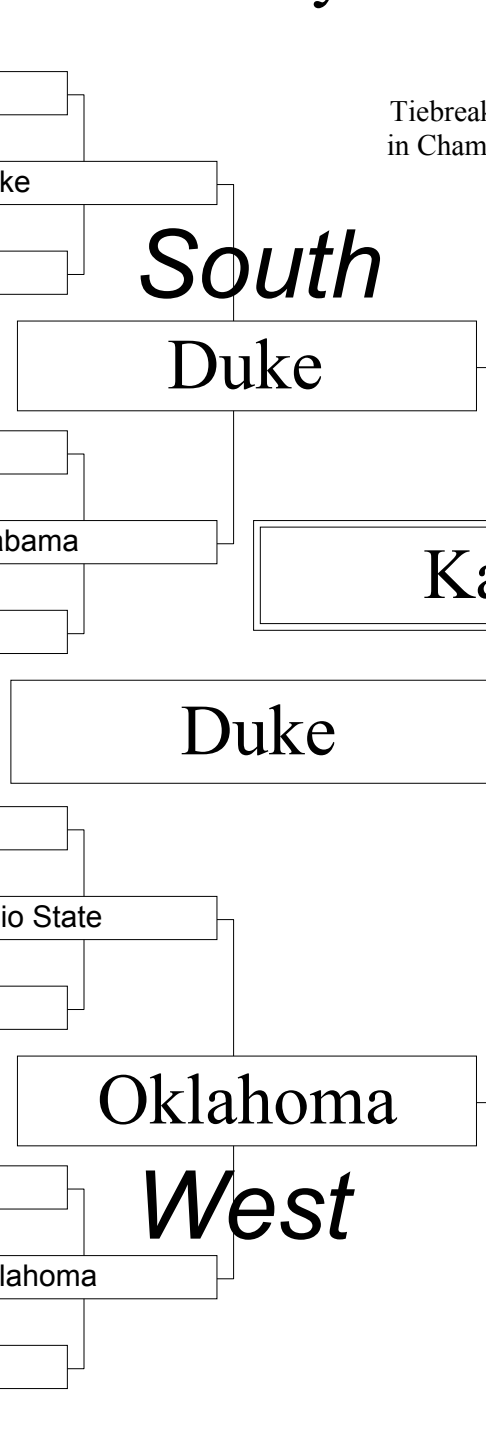 Tiebreak
in Cham
ke
South
Duke
abama
Ka
Duke
io State
Oklahoma
West
lahoma